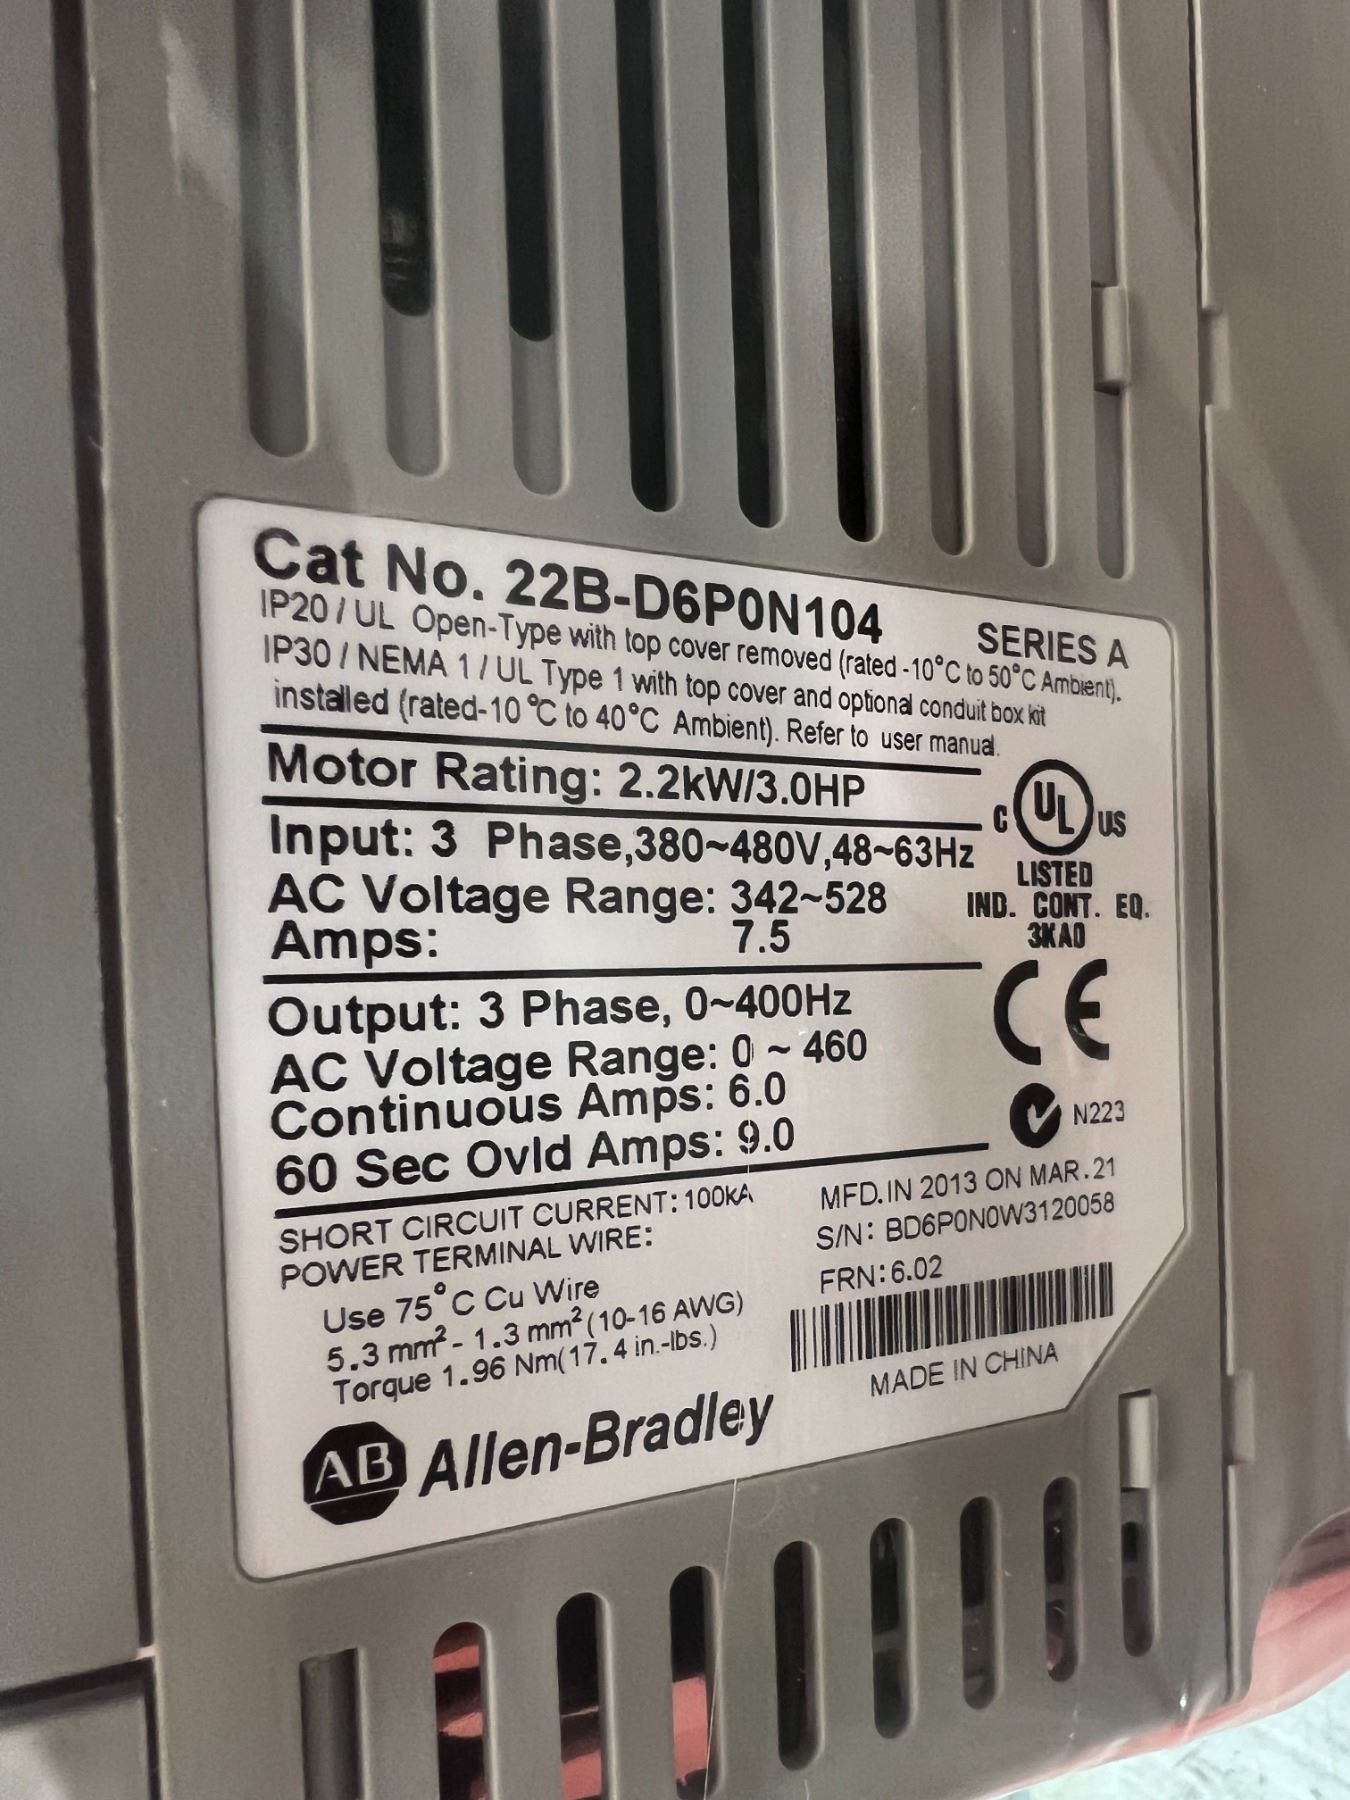 Cat No. 22B-D6P0N104 SERIES A
IP20 / UL Open-Type with top cover removed (rated -10°C to 50°C Ambient).
IP30 / NEMA 1 / UL Type 1 with top cover and optional conduit box kit
installed (rated-10 °C to 40°C Ambient). Refer to user manual.
Motor Rating: 2.2kW/3.0HP
Input: 3 Phase,380~480V,48~63Hz
AC Voltage Range: 342~528
Amps: 7.5
C UL US
LISTED
IND. CONT. EQ.
3KA0
CE
Output: 3 Phase, 0~400Hz
AC Voltage Range: 0 ~ 460
Continuous Amps: 6.0
60 Sec Ovld Amps: 9.0
N223
SHORT CIRCUIT CURRENT: 100kA
POWER TERMINAL WIRE:
Use 75°C Cu Wire
5.3 mm² - 1.3 mm² (10-16 AWG)
Torque 1.96 Nm(17.4 in.-lbs.)
MFD.IN 2013 ON MAR.21
S/N: BD6P0N0W3120058
FRN:6.02
MADE IN CHINA
AB Allen-Bradley